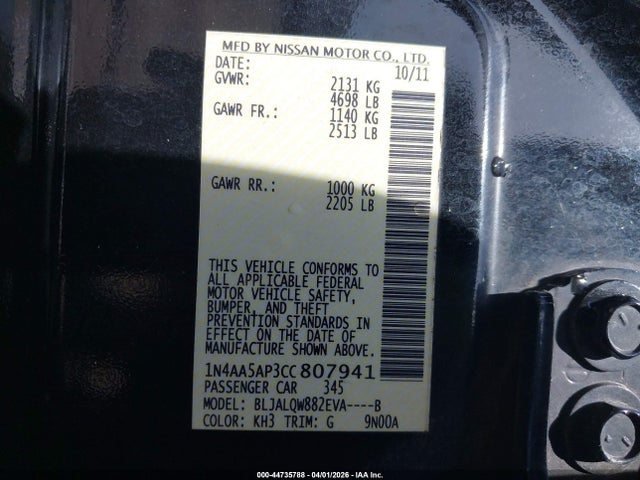 MFD BY NISSAN MOTOR CO., LTD.
DATE: 10/11
GVWR: 2131 KG
4698 LB
GAWR FR.: 1140 KG
2513 LB
GAWR RR.: 1000 KG
2205 LB
THIS VEHICLE CONFORMS TO
ALL APPLICABLE FEDERAL
MOTOR VEHICLE SAFETY,
BUMPER, AND THEFT
PREVENTION STANDARDS IN
EFFECT ON THE DATE OF
MANUFACTURE SHOWN ABOVE.
1N4AA5AP3CC807941
PASSENGER CAR 345
MODEL: BLJALQW882EVA----B
COLOR: KH3 TRIM: G 9N00A
000-44735788 - 04/01/2026 - IAA Inc.